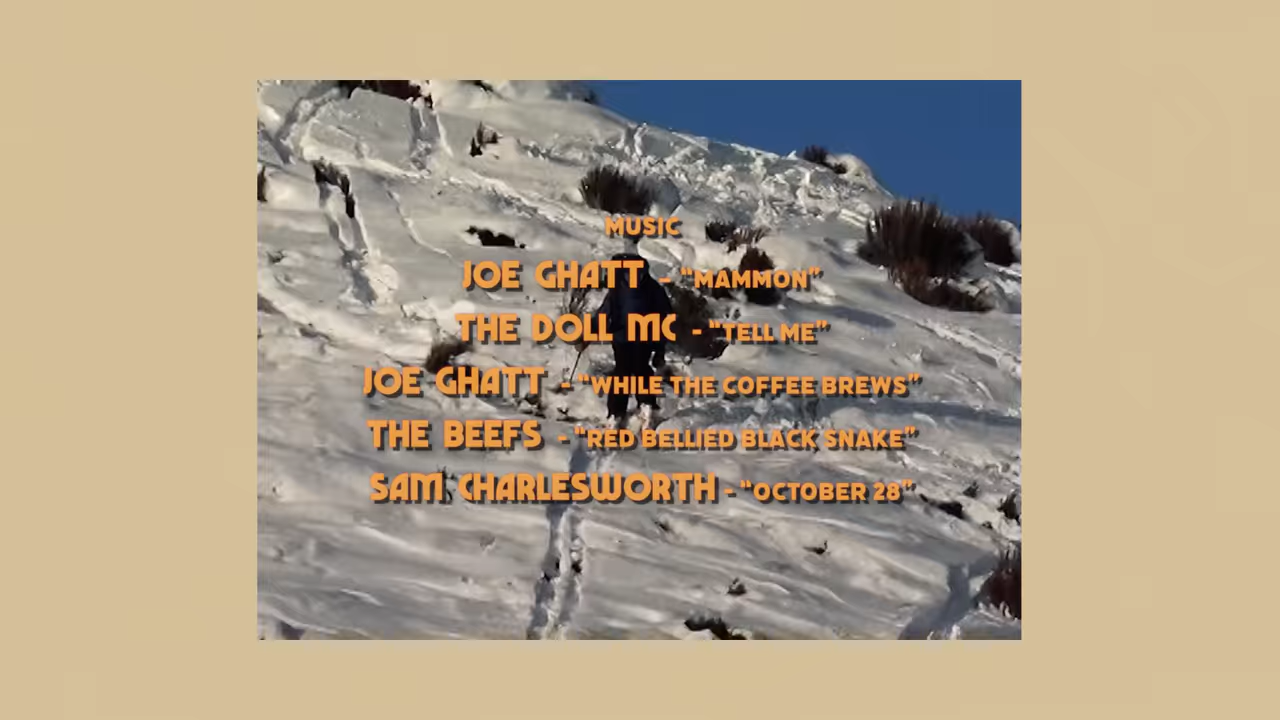 MUSIC
JOE GHATT - "MAMMON"
THE DOLL MC - "TELL ME"
JOE GHATT - "WHILE THE COFFEE BREWS"
THE BEEFS - "RED BELLIED BLACK SNAKE"
SAM CHARLESWORTH - "OCTOBER 28"